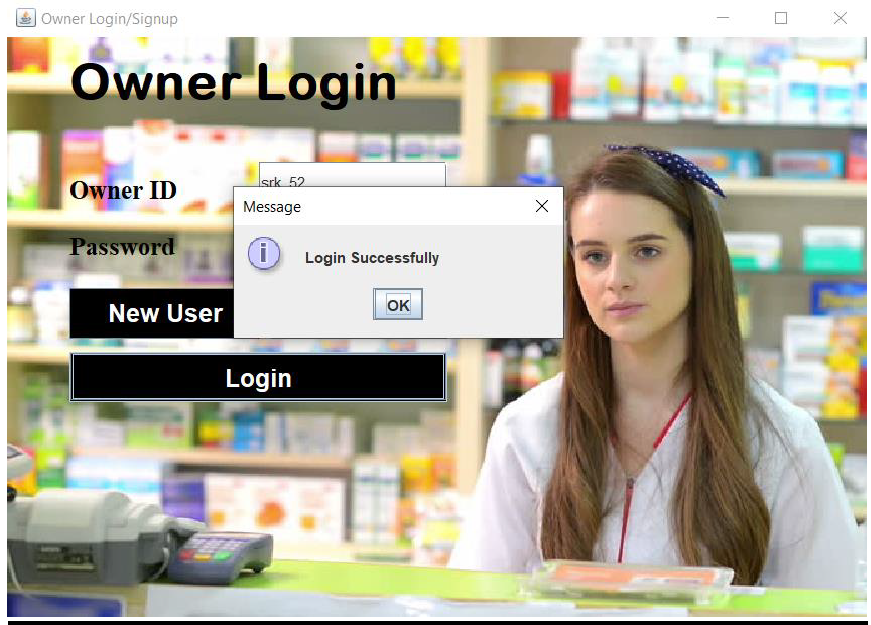 Owner Login/Signup
Owner Login
Owner ID
srk_52
Message
Password
Login Successfully
OK
New User
Login